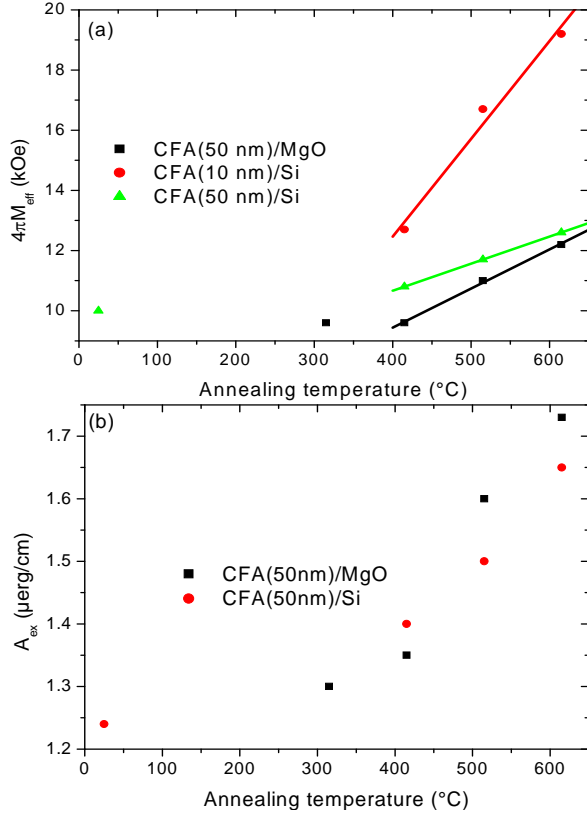 (a)
20
18
16
14
12
10
4πM_eff (kOe)
CFA(50 nm)/MgO
CFA(10 nm)/Si
CFA(50 nm)/Si
0 100 200 300 400 500 600
Annealing temperature (°C)
(b)
1.7
1.6
1.5
1.4
1.3
1.2
A_ex (μerg/cm)
CFA(50nm)/MgO
CFA(50nm)/Si
0 100 200 300 400 500 600
Annealing temperature (°C)